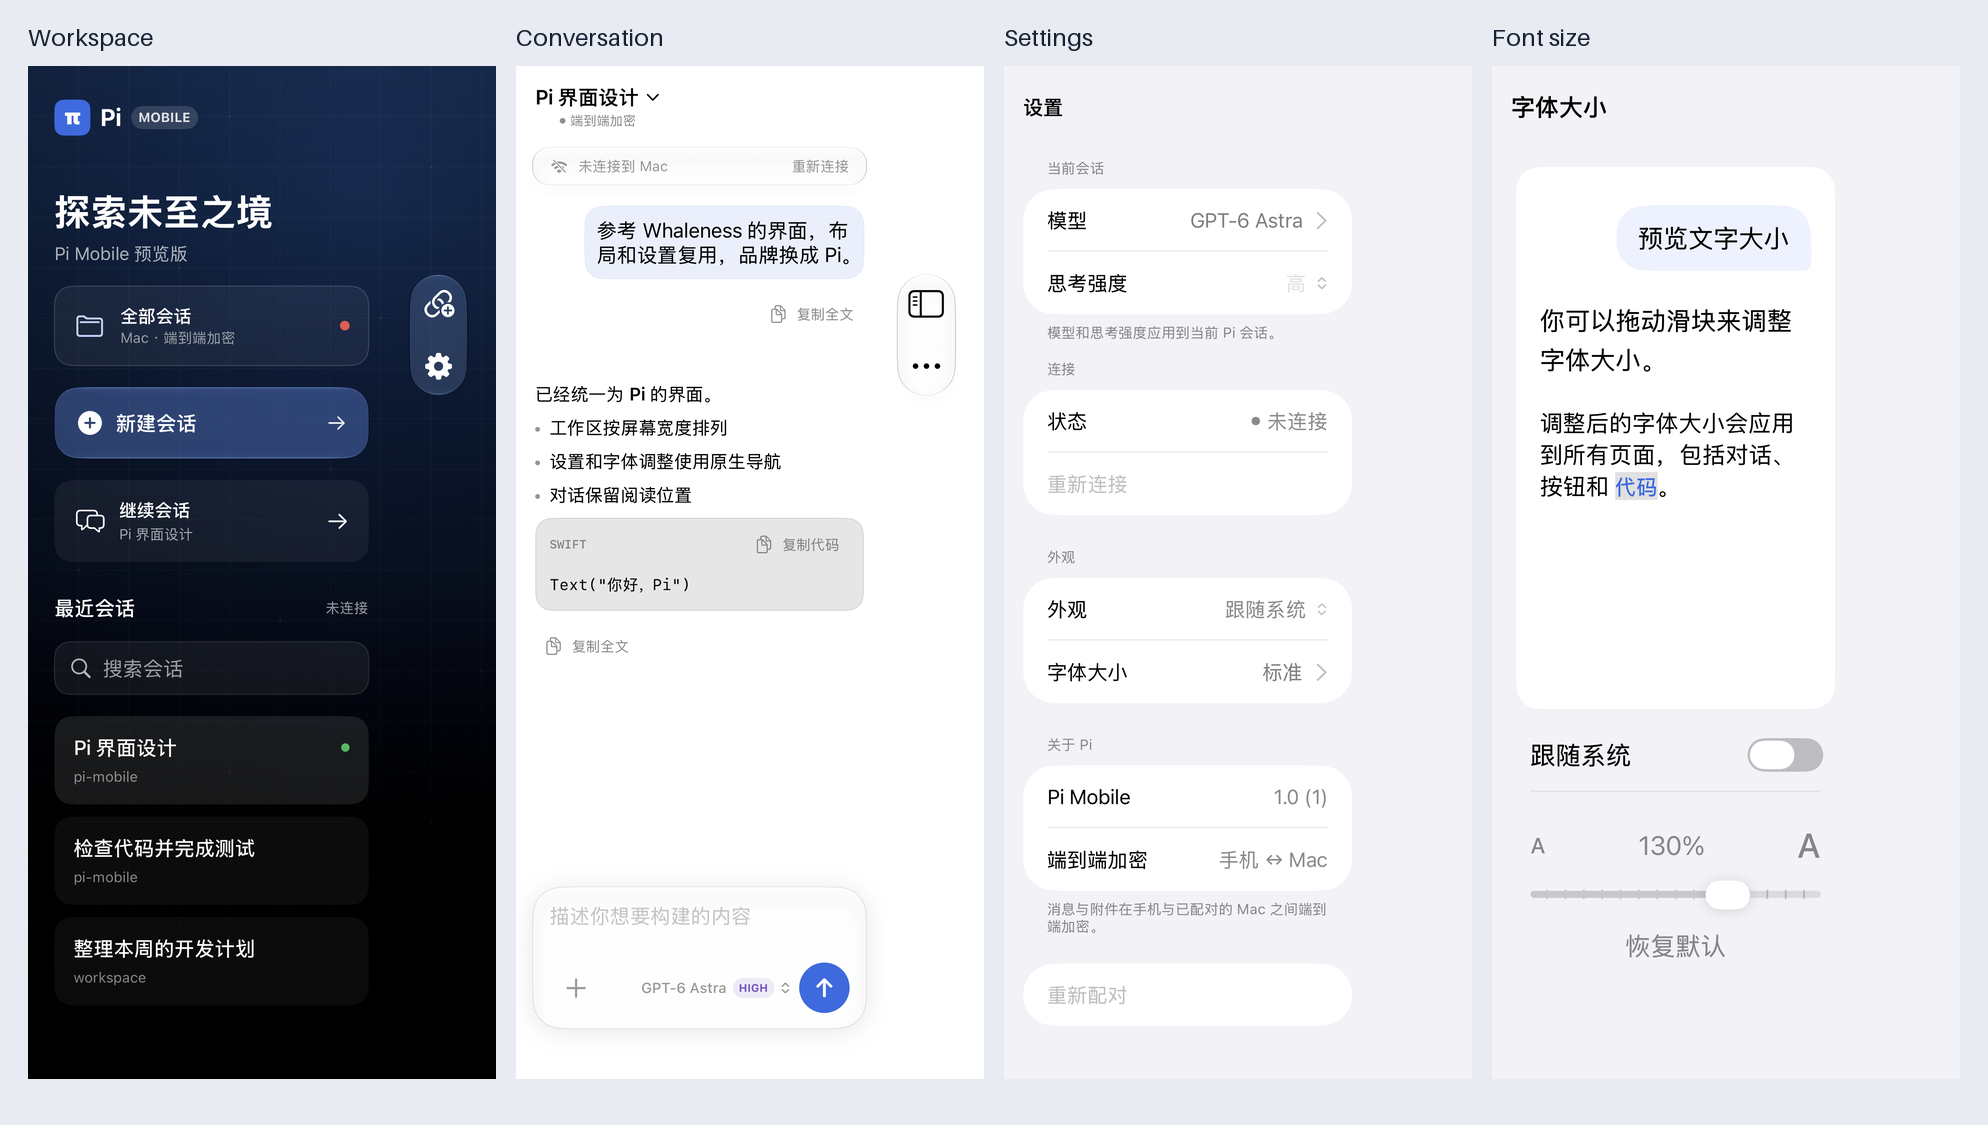 Workspace
π Pi MOBILE
探索未至之境
Pi Mobile 预览版
全部会话
Mac · 端到端加密
新建会话
继续会话
Pi 界面设计
最近会话 未连接
搜索会话
Pi 界面设计
pi-mobile
检查代码并完成测试
pi-mobile
整理本周的开发计划
workspace
Conversation
Pi 界面设计
端到端加密
未连接到 Mac 重新连接
参考 Whaleness 的界面，布
局和设置复用，品牌换成 Pi。
复制全文
已经统一为 Pi 的界面。
• 工作区按屏幕宽度排列
• 设置和字体调整使用原生导航
• 对话保留阅读位置
SWIFT 复制代码
Text("你好，Pi")
复制全文
描述你想要构建的内容
GPT-6 Astra HIGH
Settings
设置
当前会话
模型 GPT-6 Astra
思考强度 高
模型和思考强度应用到当前 Pi 会话。
连接
状态 未连接
重新连接
外观
外观 跟随系统
字体大小 标准
关于 Pi
Pi Mobile 1.0 (1)
端到端加密 手机 ↔ Mac
消息与附件在手机与已配对的 Mac 之间端到
端加密。
重新配对
Font size
字体大小
预览文字大小
你可以拖动滑块来调整
字体大小。
调整后的字体大小会应用
到所有页面，包括对话、
按钮和 代码。
跟随系统
A 130% A
恢复默认